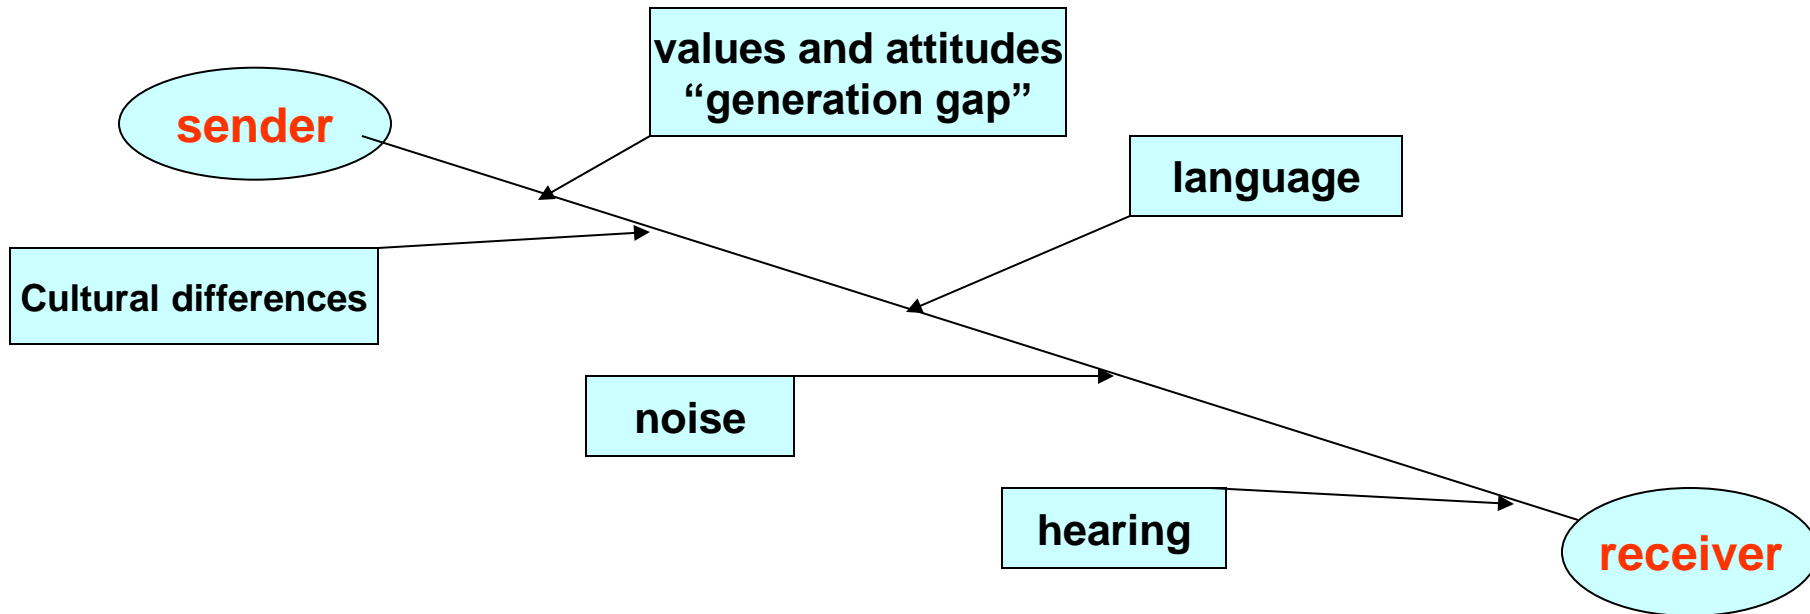 values and attitudes
“generation gap”
sender
language
Cultural differences
noise
hearing
receiver